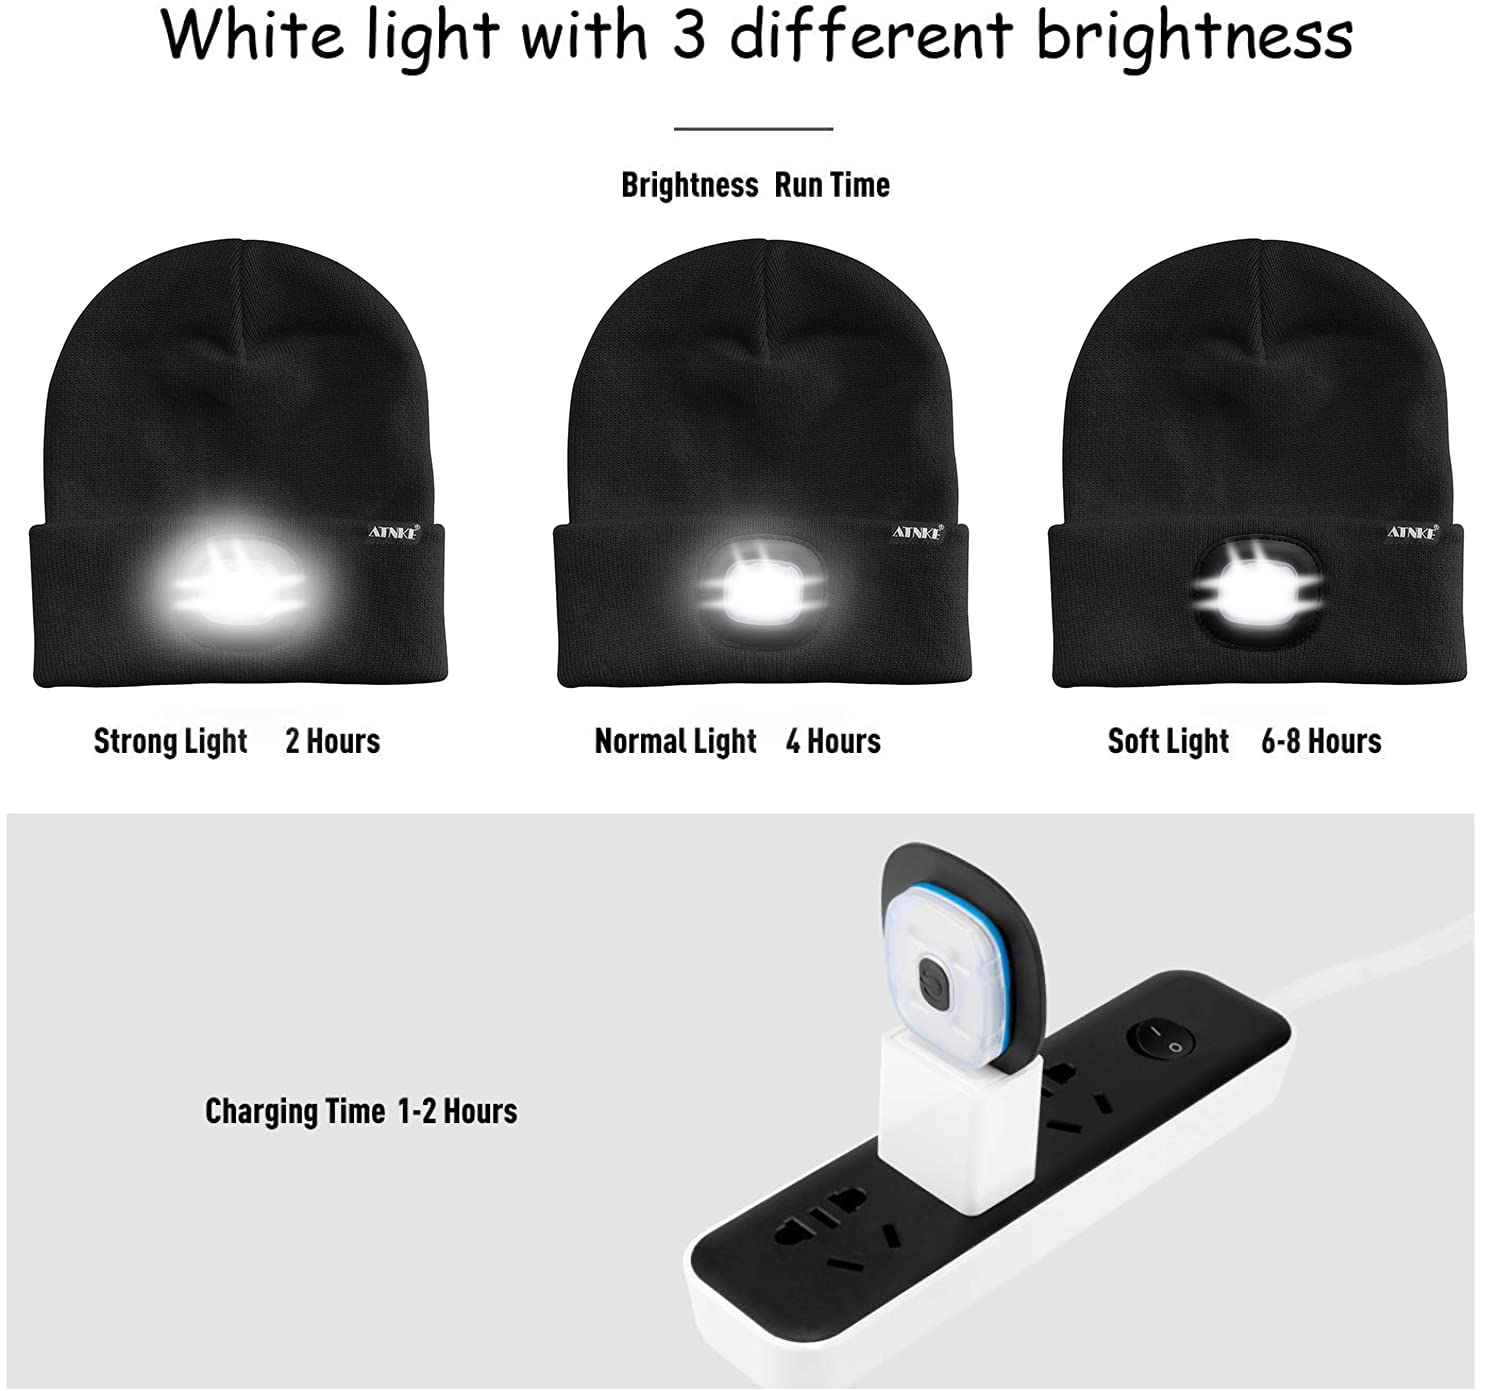 White light with 3 different brightness
Brightness Run Time
ATNKE®
ATNKE®
ATNKE®
Strong Light 2 Hours
Normal Light 4 Hours
Soft Light 6-8 Hours
Charging Time 1-2 Hours